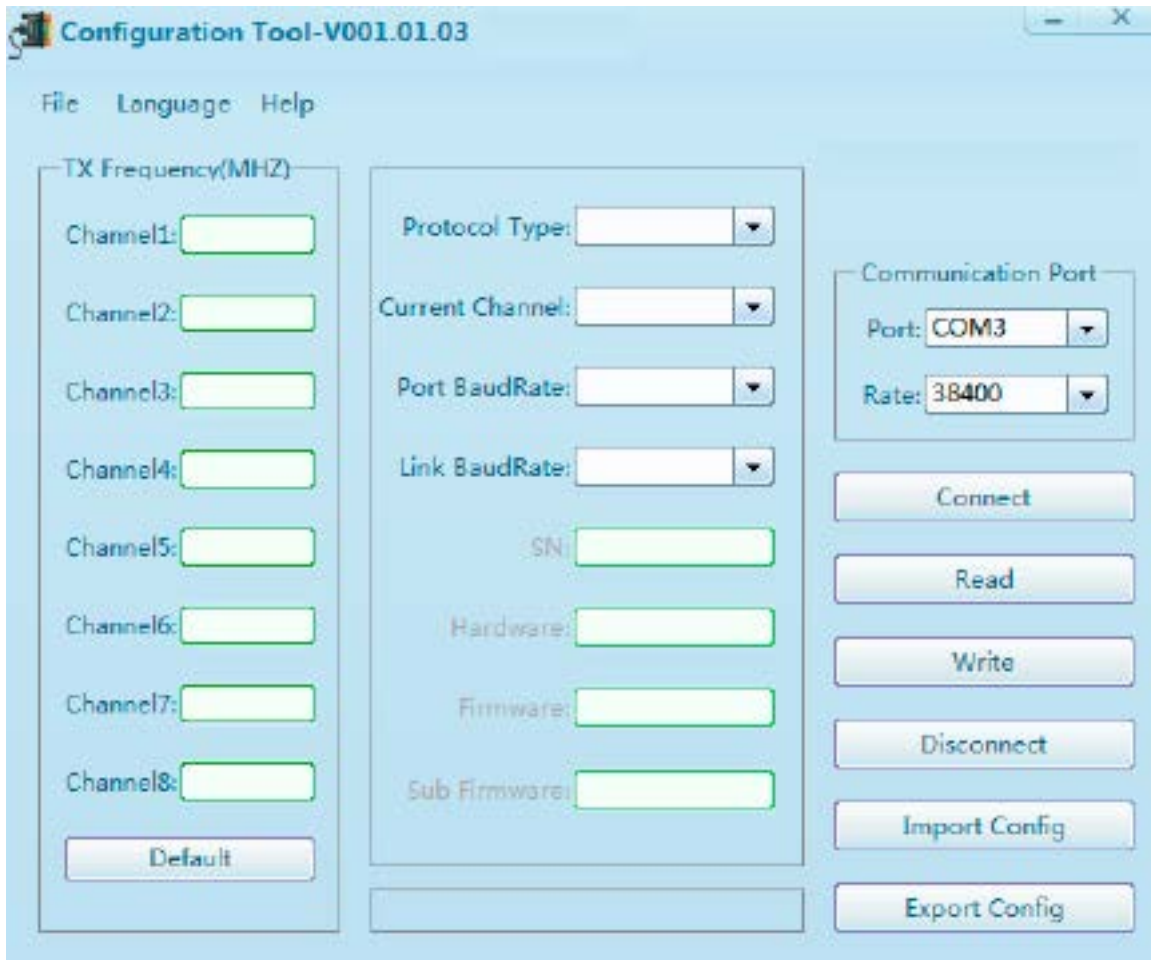 Configuration Tool-V001.01.03
File Language Help
TX Frequency(MHZ)
Channel1:
Channel2:
Channel3:
Channel4:
Channel5:
Channel6:
Channel7:
Channel8:
Default
Protocol Type:
Current Channel:
Port BaudRate:
Link BaudRate:
SN:
Hardware:
Firmware:
Sub Firmware:
Communication Port
Port: COM3
Rate: 38400
Connect
Read
Write
Disconnect
Import Config
Export Config